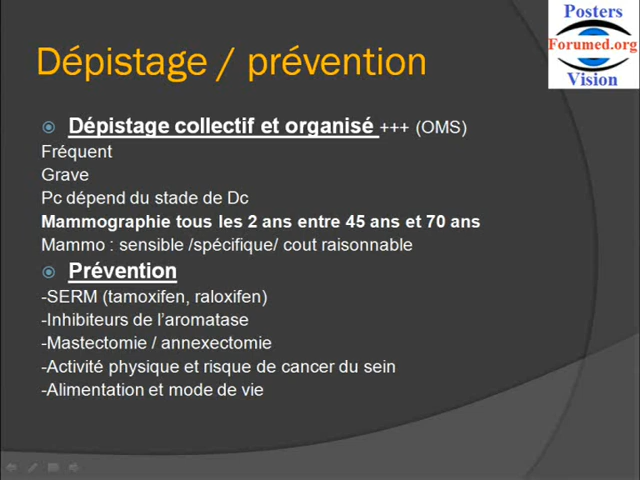 Posters
Forumed.org
Vision
Dépistage / prévention
Dépistage collectif et organisé +++ (OMS)
Fréquent
Grave
Pc dépend du stade de Dc
Mammographie tous les 2 ans entre 45 ans et 70 ans
Mammo : sensible /spécifique/ cout raisonnable
Prévention
-SERM (tamoxifen, raloxifen)
-Inhibiteurs de l’aromatase
-Mastectomie / annexectomie
-Activité physique et risque de cancer du sein
-Alimentation et mode de vie